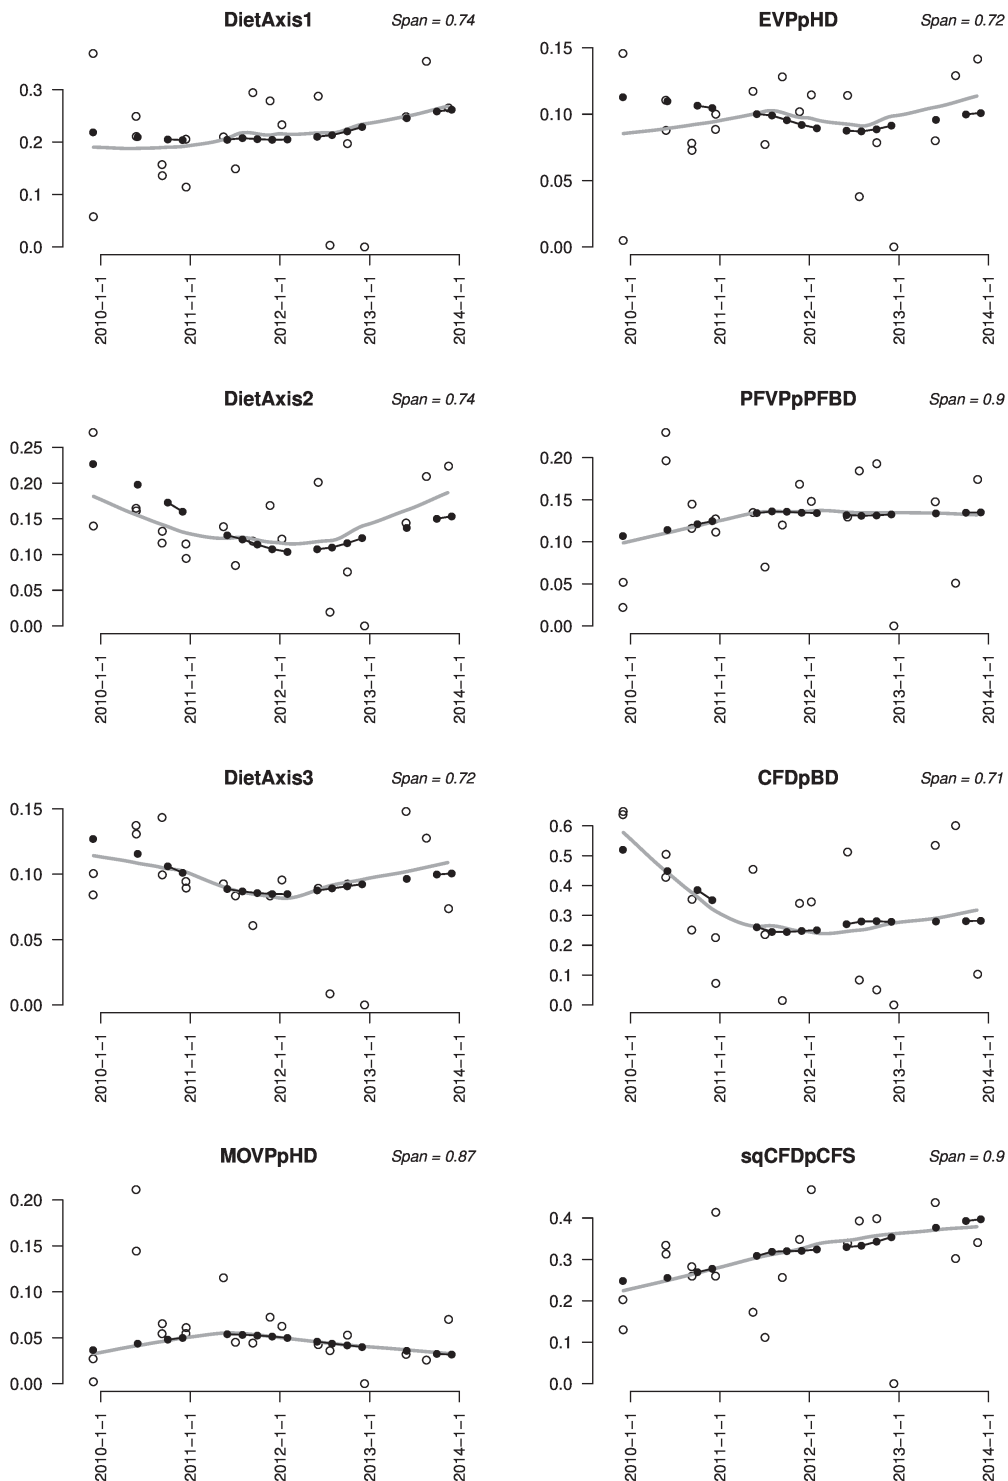 DietAxis1 Span = 0.74
0.3
0.2
0.1
0.0
2010−1−1 2011−1−1 2012−1−1 2013−1−1 2014−1−1
EVPpHD Span = 0.72
0.15
0.10
0.05
0.00
2010−1−1 2011−1−1 2012−1−1 2013−1−1 2014−1−1
DietAxis2 Span = 0.74
0.25
0.20
0.15
0.10
0.05
0.00
2010−1−1 2011−1−1 2012−1−1 2013−1−1 2014−1−1
PFVPpPFBD Span = 0.9
0.20
0.15
0.10
0.05
0.00
2010−1−1 2011−1−1 2012−1−1 2013−1−1 2014−1−1
DietAxis3 Span = 0.72
0.15
0.10
0.05
0.00
2010−1−1 2011−1−1 2012−1−1 2013−1−1 2014−1−1
CFDpBD Span = 0.71
0.6
0.5
0.4
0.3
0.2
0.1
0.0
2010−1−1 2011−1−1 2012−1−1 2013−1−1 2014−1−1
MOVPpHD Span = 0.87
0.20
0.15
0.10
0.05
0.00
2010−1−1 2011−1−1 2012−1−1 2013−1−1 2014−1−1
sqCFDpCFS Span = 0.9
0.4
0.3
0.2
0.1
0.0
2010−1−1 2011−1−1 2012−1−1 2013−1−1 2014−1−1